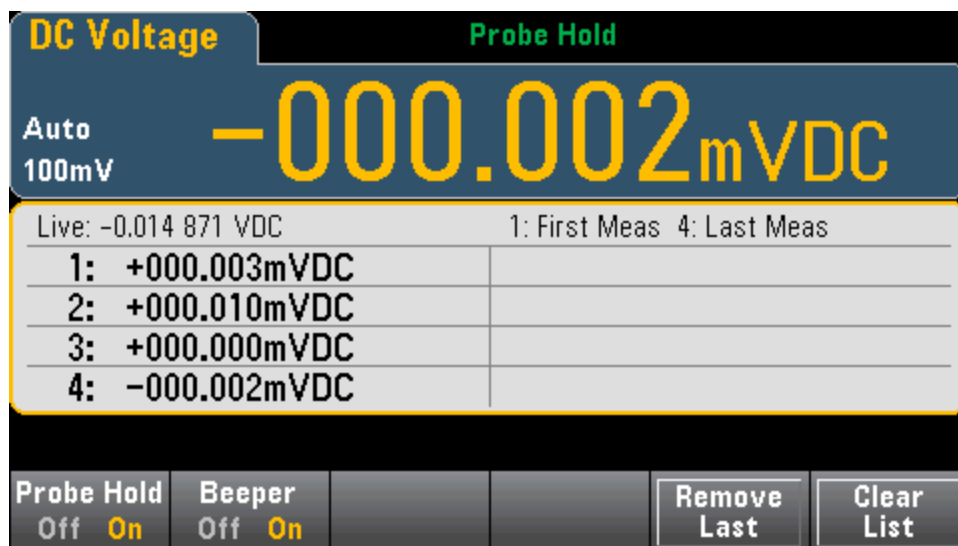 DC Voltage
Probe Hold
Auto
100mV
−000.002mVDC
Live: -0.014 871 VDC
1: First Meas 4: Last Meas
1: +000.003mVDC
2: +000.010mVDC
3: +000.000mVDC
4: −000.002mVDC
Probe Hold
Off On
Beeper
Off On
Remove
Last
Clear
List